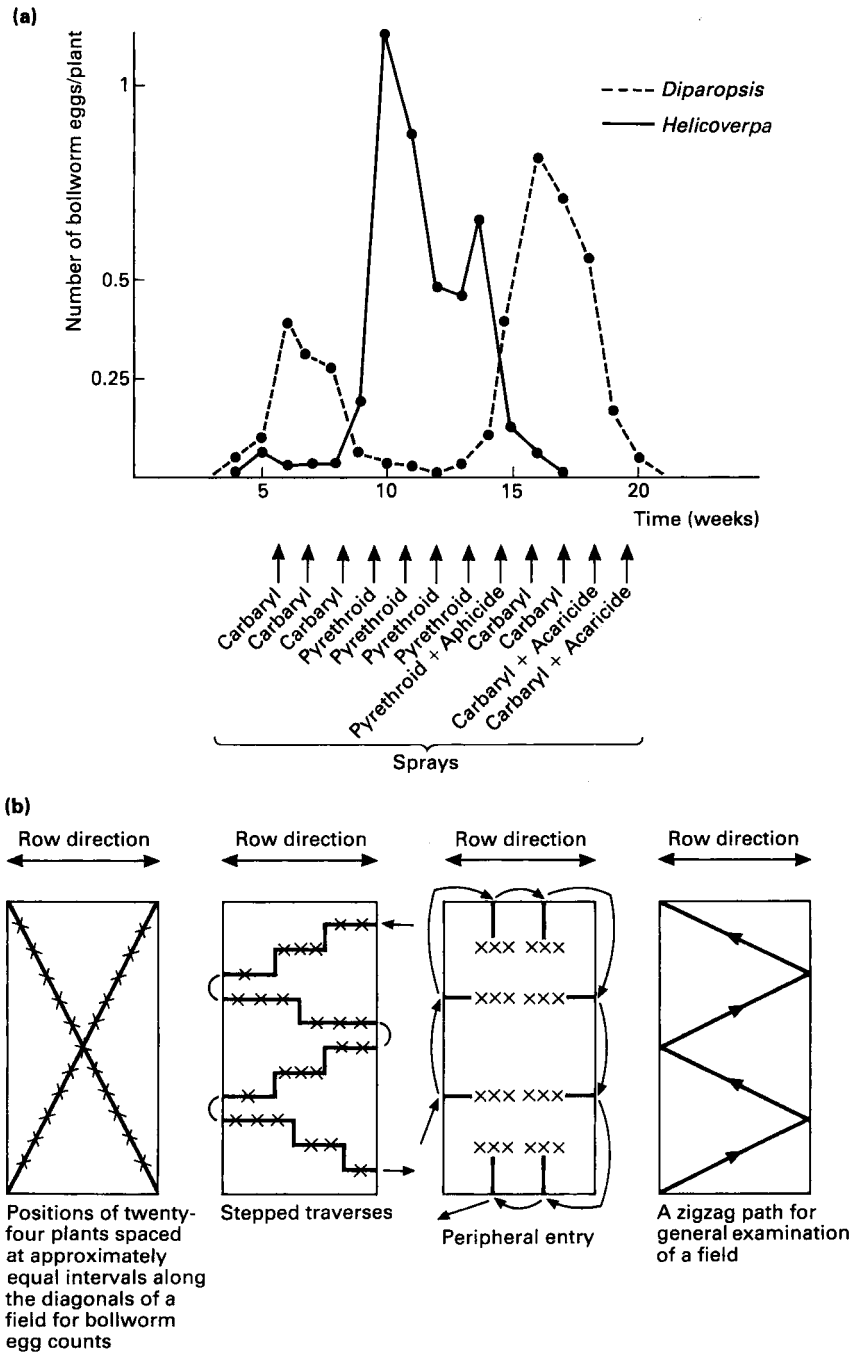 (a)
Number of bollworm eggs/plant
1
0.5
0.25
Diparopsis
Helicoverpa
5
10
15
20
Time (weeks)
Carbaryl
Carbaryl
Carbaryl
Pyrethroid
Pyrethroid
Pyrethroid
Pyrethroid
Pyrethroid + Aphicide
Carbaryl
Carbaryl
Carbaryl + Acaricide
Carbaryl + Acaricide
Sprays
(b)
Row direction
Row direction
Row direction
Row direction
Positions of twenty-
four plants spaced
at approximately
equal intervals along
the diagonals of a
field for bollworm
egg counts
Stepped traverses
Peripheral entry
A zigzag path for
general examination
of a field